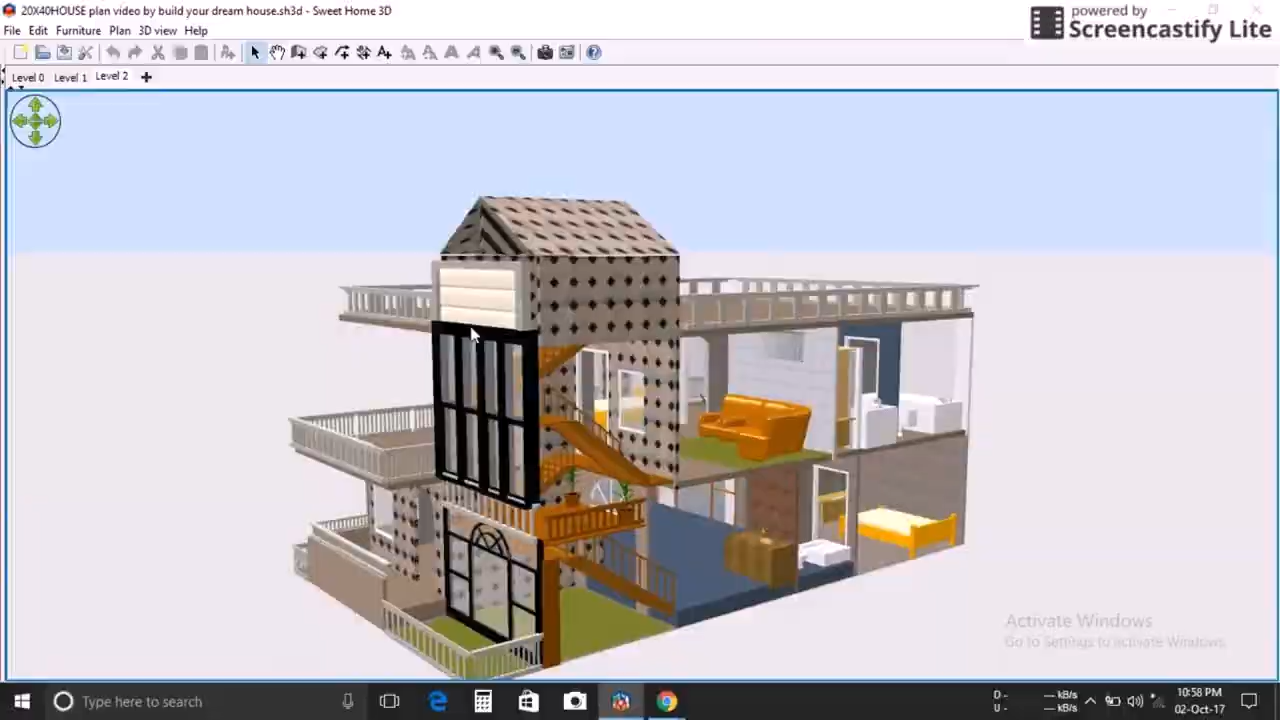 20X40HOUSE plan video by build your dream house.sh3d - Sweet Home 3D
powered by
Screencastify Lite
File Edit Furniture Plan 3D view Help
Level 0 Level 1 Level 2
Activate Windows
Go to Settings to activate Windows.
Type here to search
D - --- kB/s
U - --- kB/s
10:58 PM
02-Oct-17